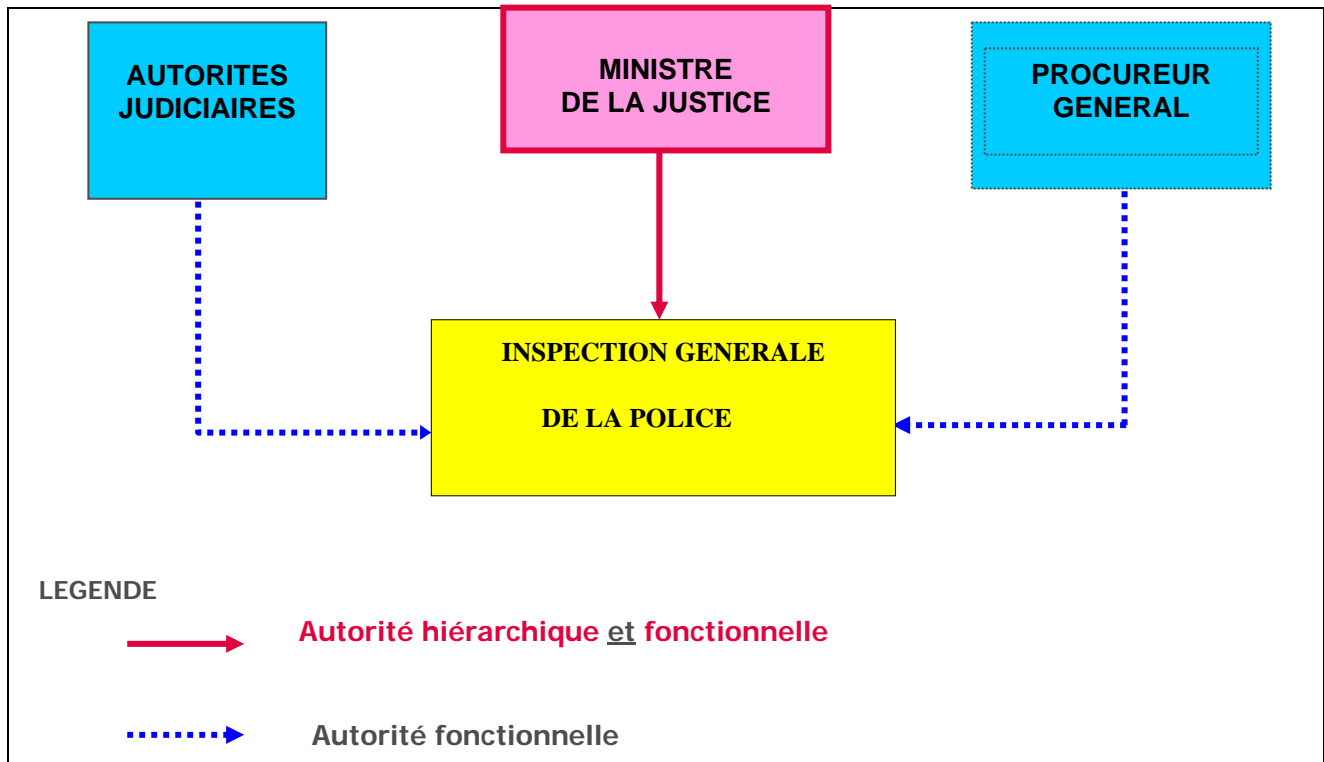 AUTORITES
JUDICIAIRES
MINISTRE
DE LA JUSTICE
PROCUREUR
GENERAL
INSPECTION GENERALE
DE LA POLICE
LEGENDE
Autorité hiérarchique et fonctionnelle
Autorité fonctionnelle